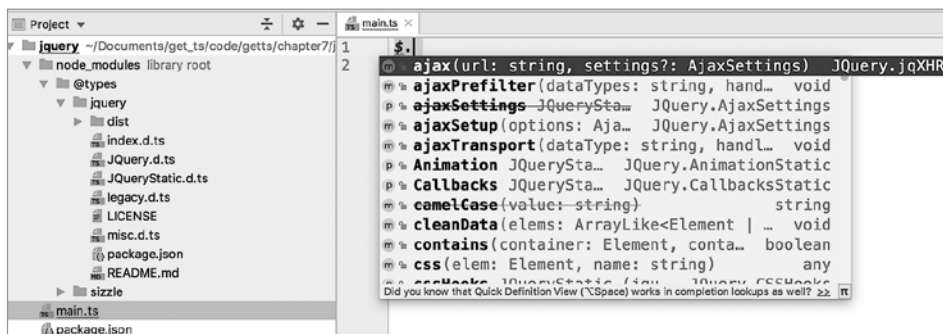 Project
main.ts
jquery ~/Documents/get_ts/code/getts/chapter7/j
node_modules library root
@types
jquery
dist
index.d.ts
JQuery.d.ts
JQueryStatic.d.ts
legacy.d.ts
LICENSE
misc.d.ts
package.json
README.md
sizzle
main.ts
package.json
1 $.
2
ajax(url: string, settings?: AjaxSettings) JQuery.jqXHR
ajaxPrefilter(dataTypes: string, hand… void
ajaxSettings JQuerySta… JQuery.AjaxSettings
ajaxSetup(options: Aja… JQuery.AjaxSettings
ajaxTransport(dataType: string, handl… void
Animation JQuerySta… JQuery.AnimationStatic
Callbacks JQuerySta… JQuery.CallbacksStatic
camelCase(value: string) string
cleanData(elems: ArrayLike<Element | … void
contains(container: Element, conta… boolean
css(elem: Element, name: string) any
cssHooks JQueryStatic (jqu… JQuery.CSSHooks
Did you know that Quick Definition View (⌥Space) works in completion lookups as well? >> π